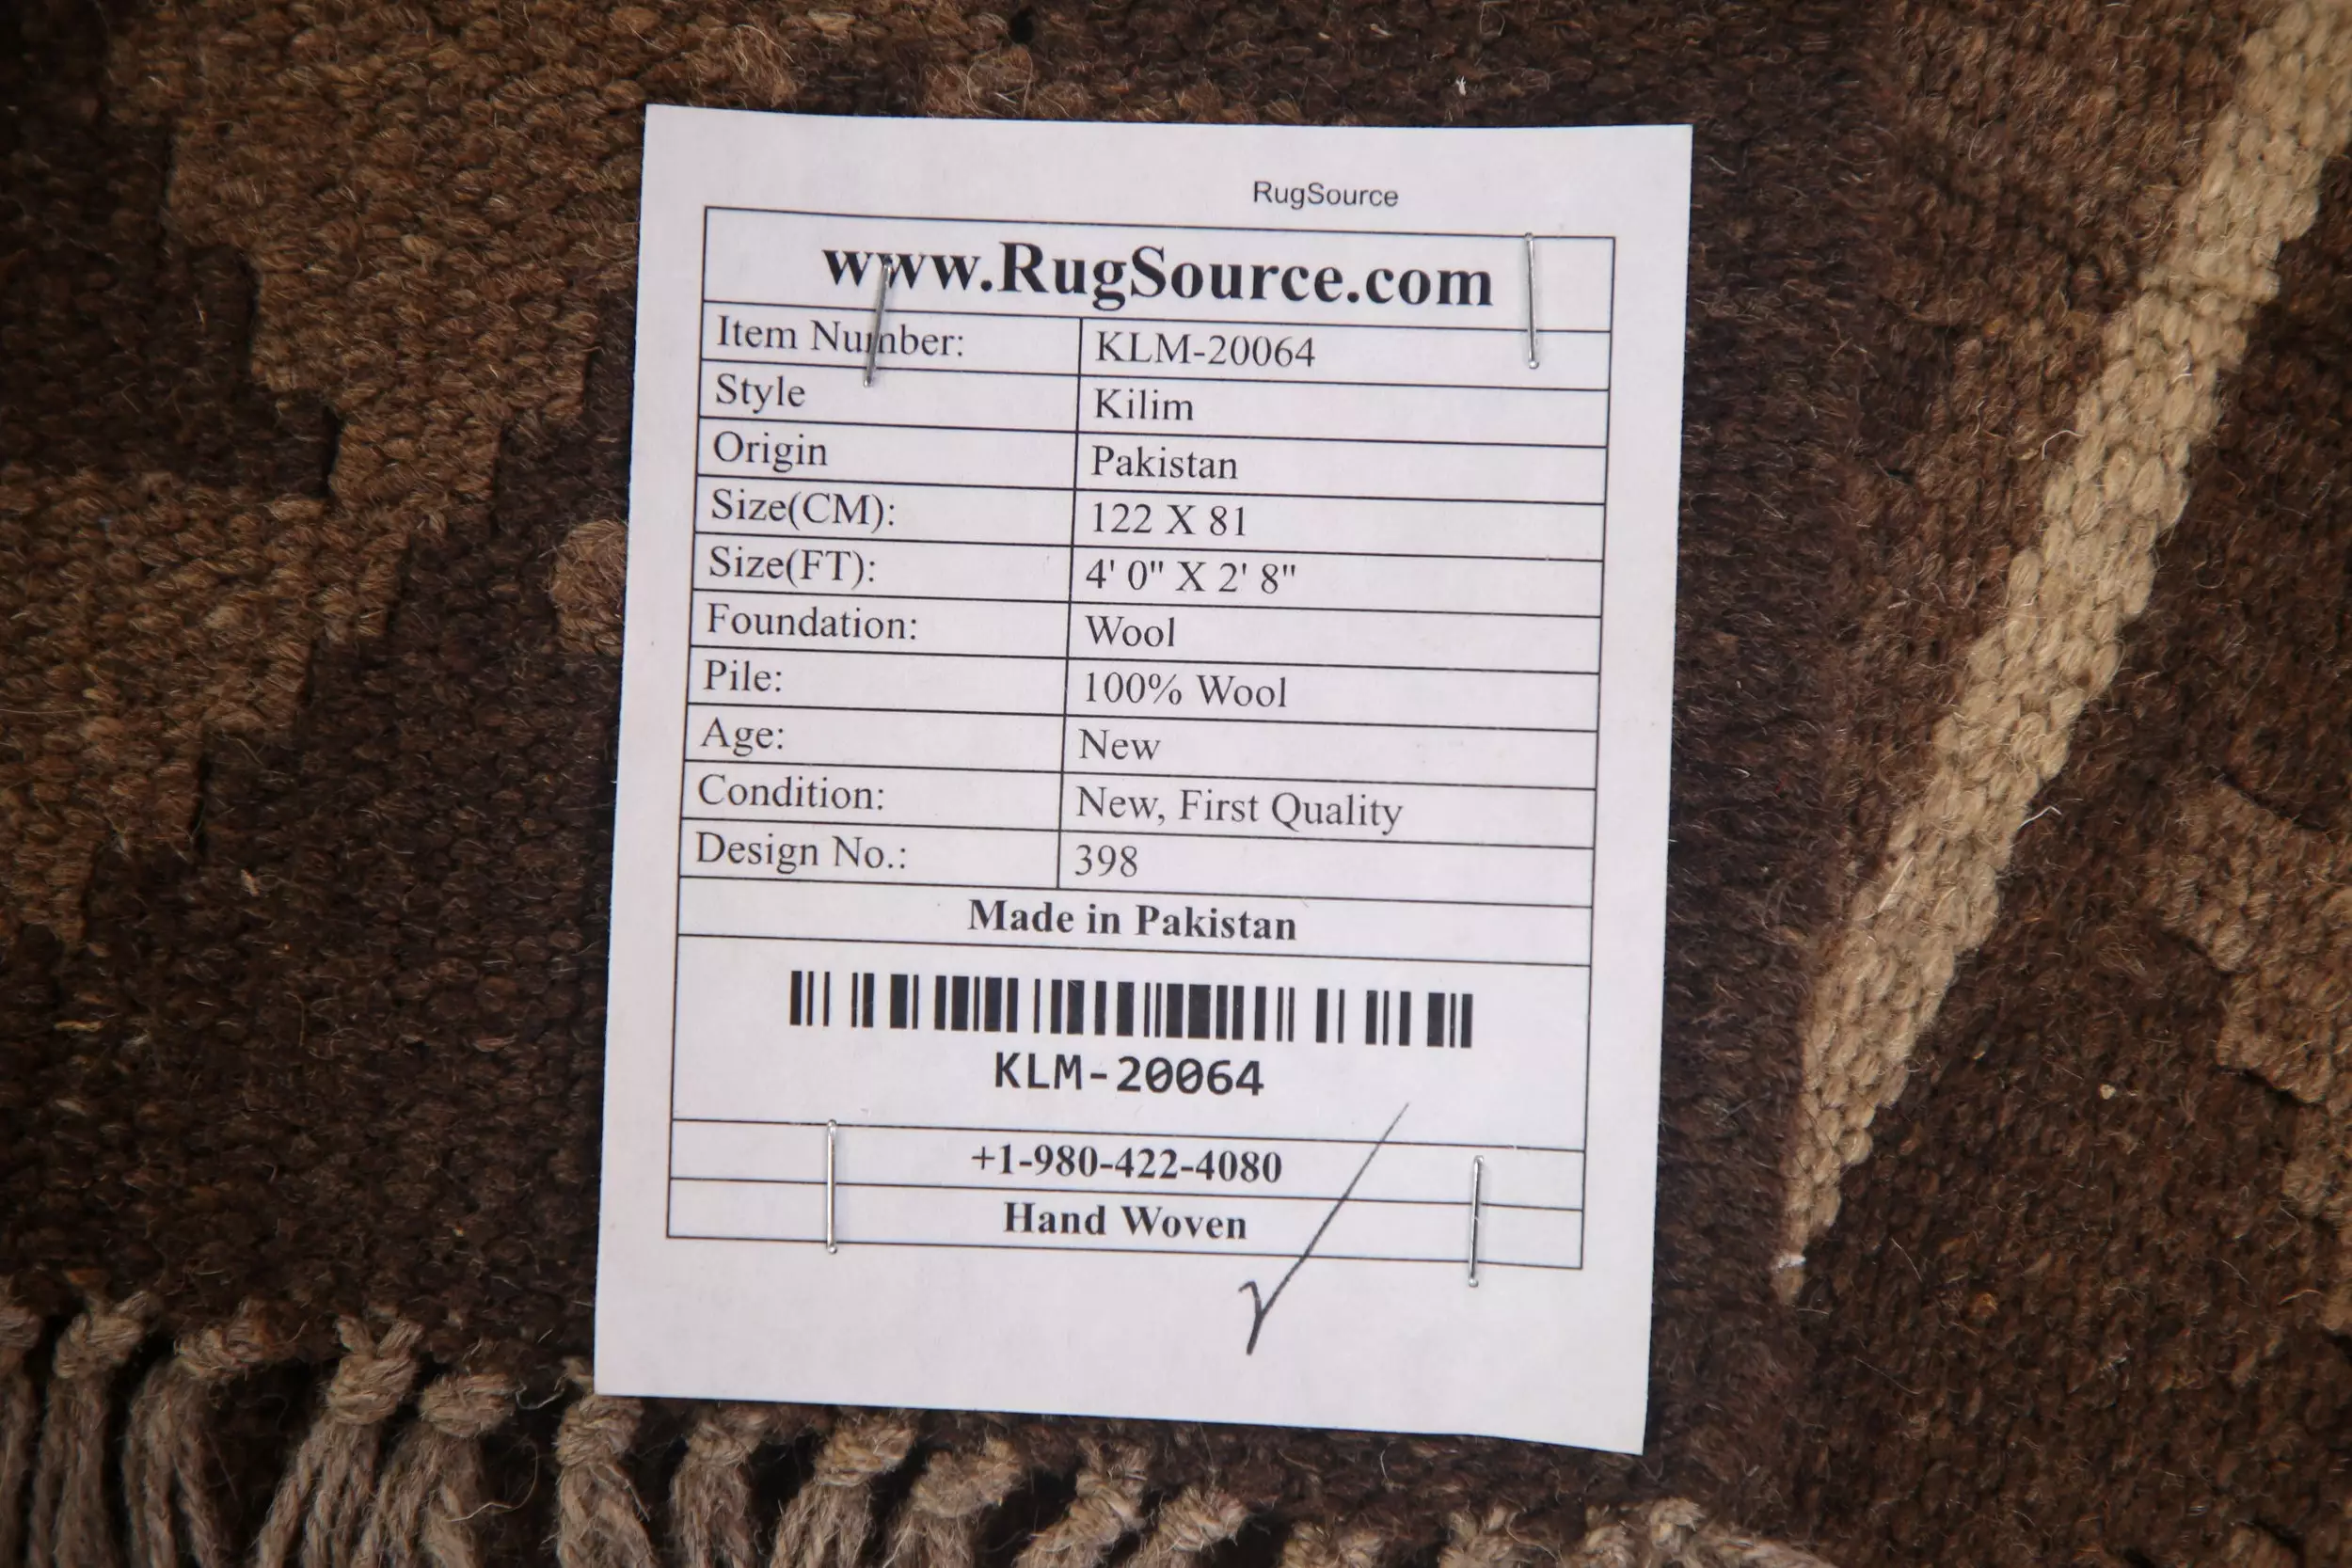 RugSource
www.RugSource.com
Item Number: KLM-20064
Style Kilim
Origin Pakistan
Size(CM): 122 X 81
Size(FT): 4' 0" X 2' 8"
Foundation: Wool
Pile: 100% Wool
Age: New
Condition: New, First Quality
Design No.: 398
Made in Pakistan
KLM-20064
+1-980-422-4080
Hand Woven